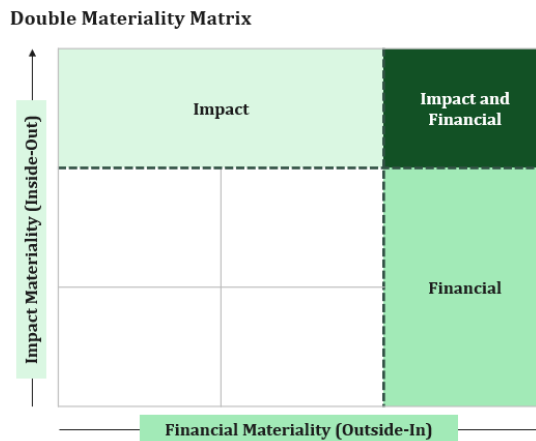 Double Materiality Matrix
Impact
Impact and
Financial
Impact Materiality (Inside-Out)
Financial
Financial Materiality (Outside-In)